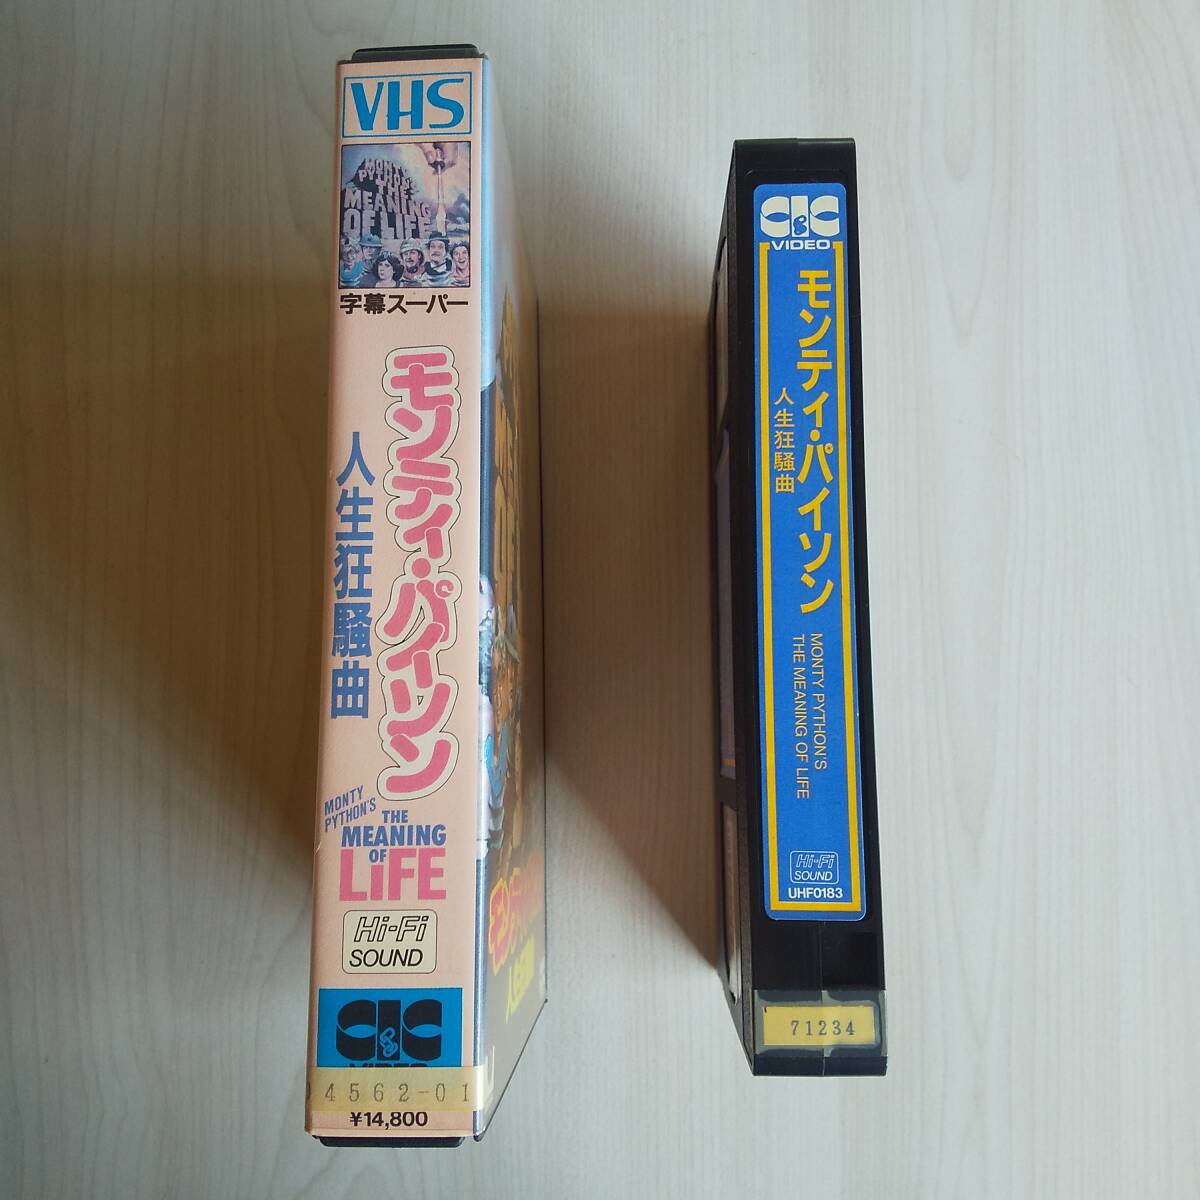 VHS
MONTY
PYTHON'S
THE
MEANING
OF LIFE
字幕スーパー
モンティ・パイソン
人生狂騒曲
MONTY
PYTHON'S
THE
MEANING
OF
LiFE
Hi-Fi
SOUND
CIC
VIDEO
4562-01
¥14,800
CIC
VIDEO
モンティ・パイソン
人生狂騒曲
MONTY PYTHON'S
THE MEANING OF LIFE
Hi-Fi
SOUND
UHF0183
71234